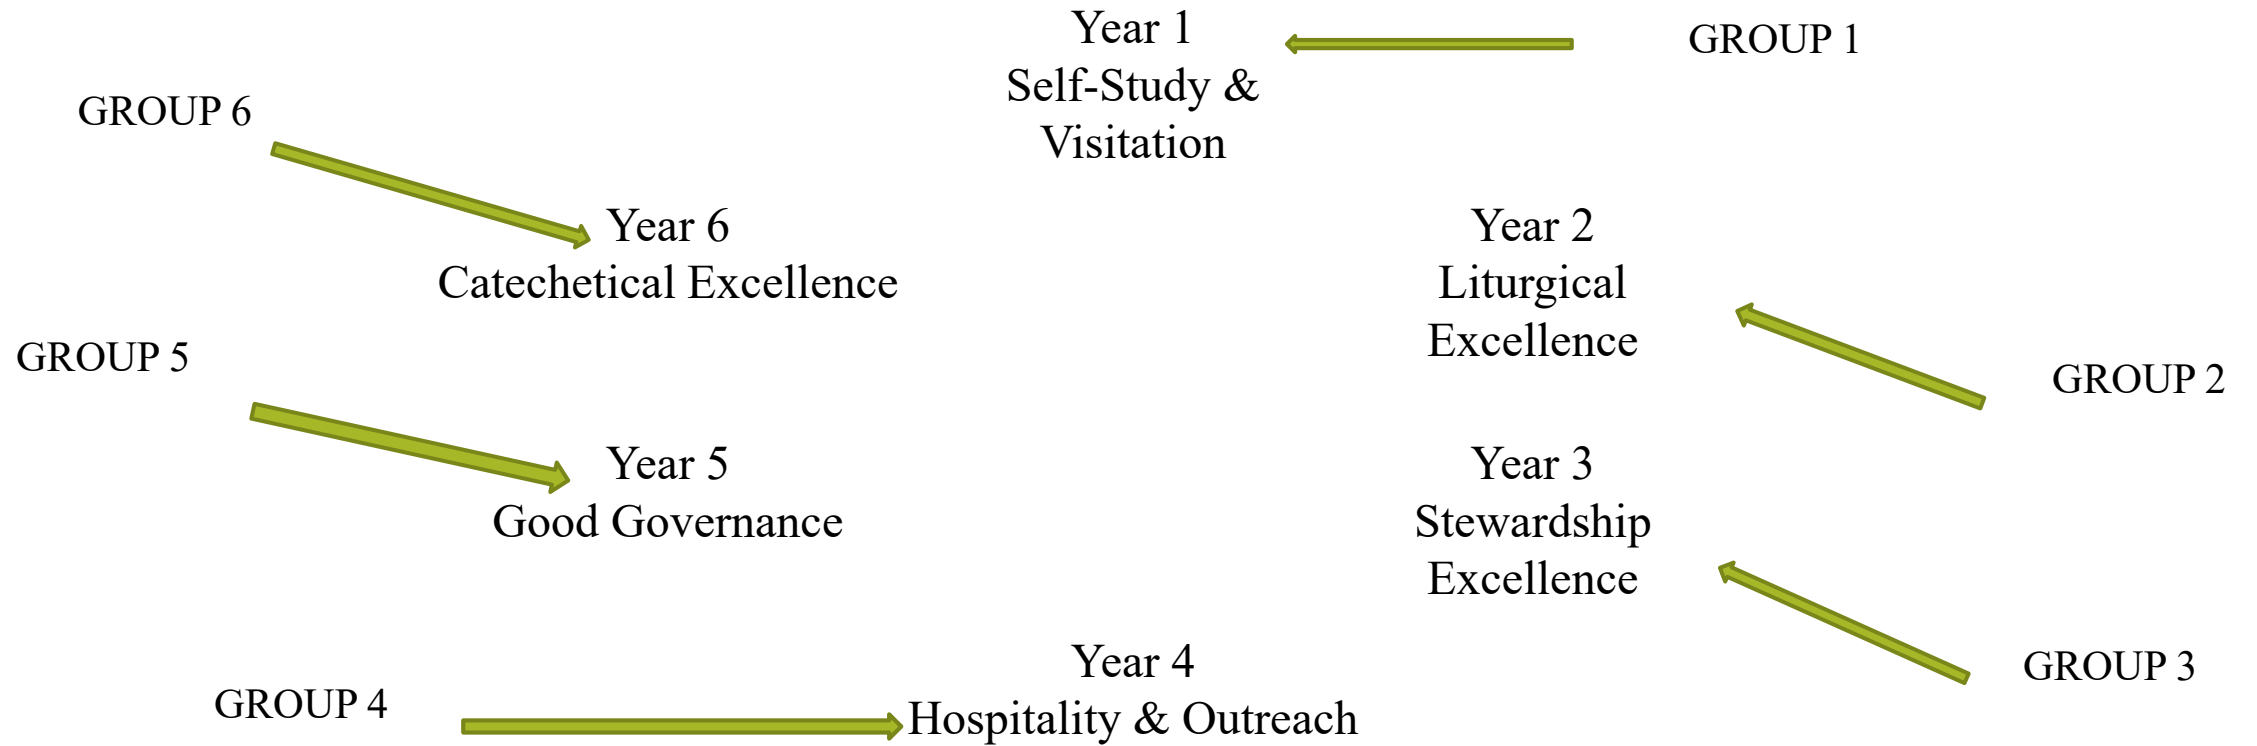 Year 1
Self-Study &
Visitation
GROUP 1
GROUP 6
Year 6
Catechetical Excellence
Year 2
Liturgical
Excellence
GROUP 5
GROUP 2
Year 5
Good Governance
Year 3
Stewardship
Excellence
GROUP 3
GROUP 4
Year 4
Hospitality & Outreach